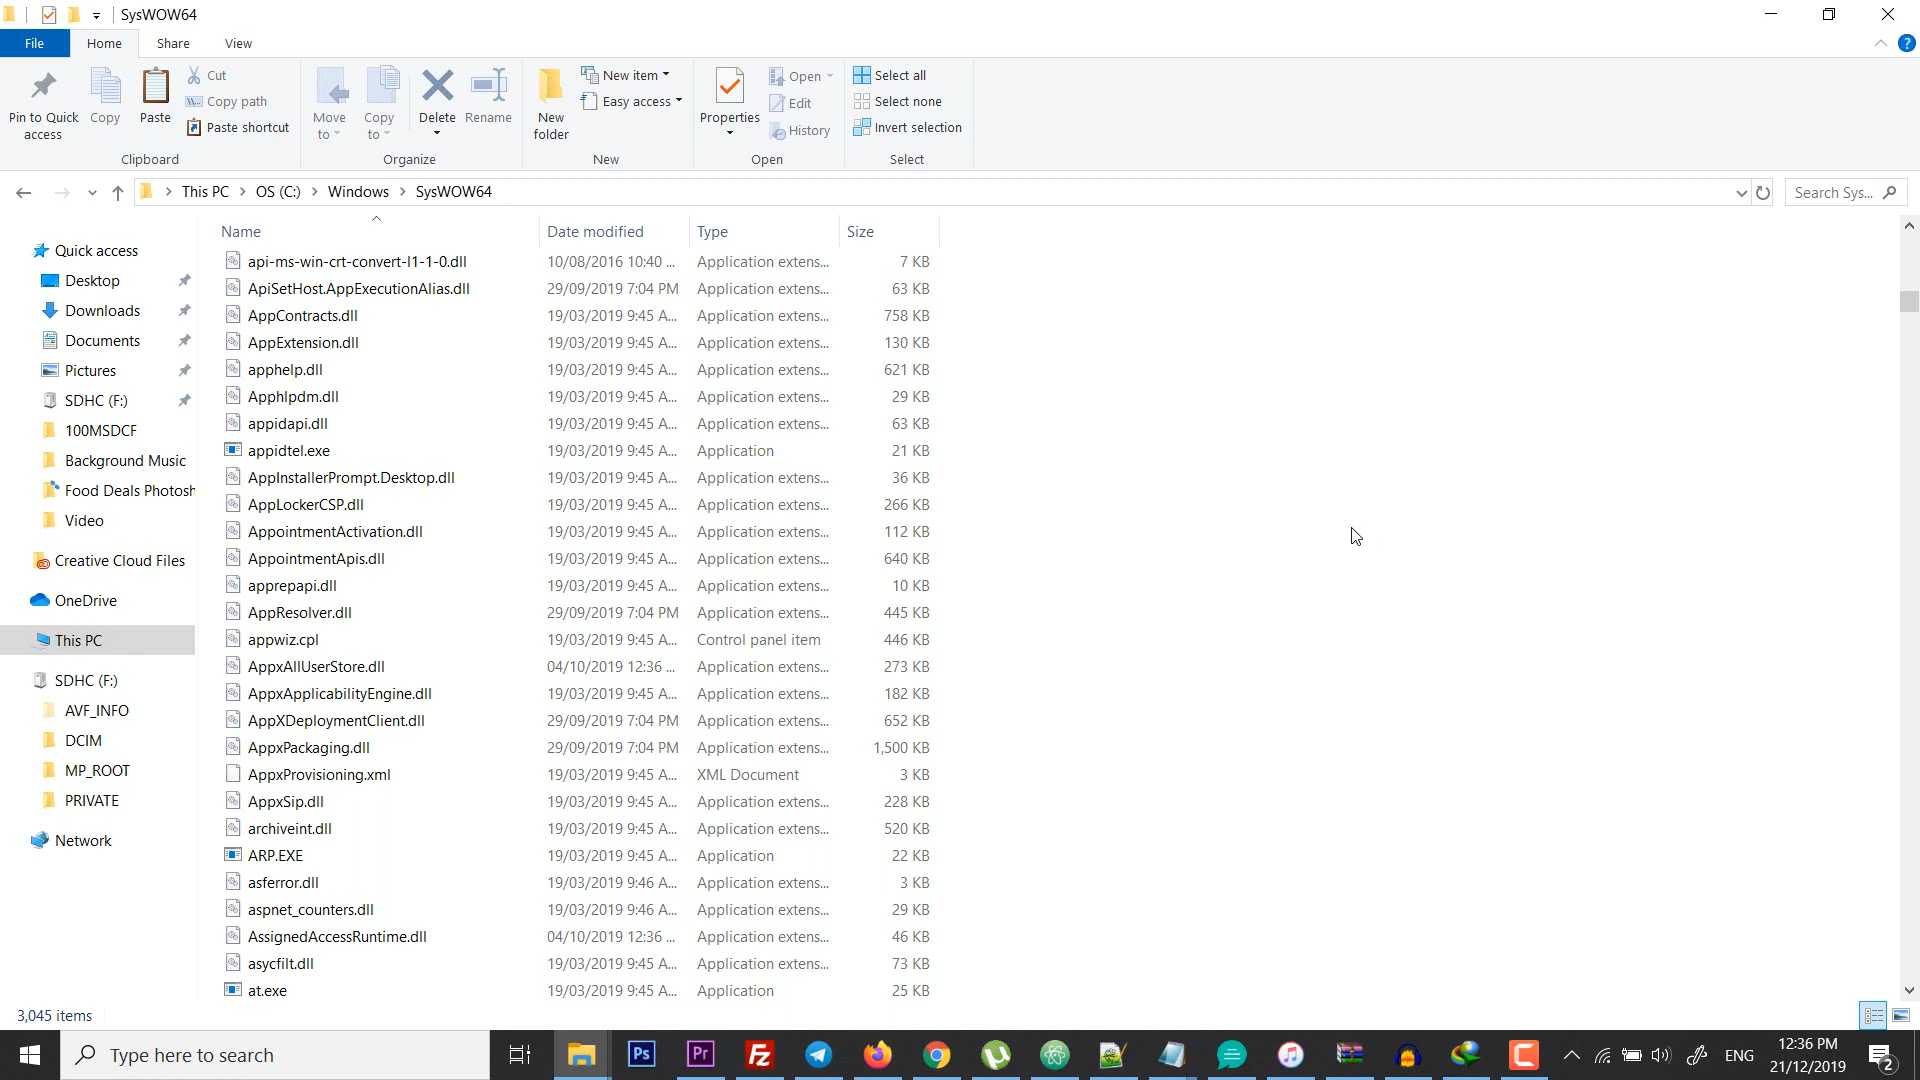 SysWOW64
File Home Share View
Pin to Quick access
Copy
Paste
Cut
Copy path
Paste shortcut
Clipboard
Move to
Copy to
Delete
Rename
Organize
New folder
New item
Easy access
New
Properties
Open
Edit
History
Open
Select all
Select none
Invert selection
Select
This PC > OS (C:) > Windows > SysWOW64
Search Sys...
Quick access
Desktop
Downloads
Documents
Pictures
SDHC (F:)
100MSDCF
Background Music
Food Deals Photosh
Video
Creative Cloud Files
OneDrive
This PC
SDHC (F:)
AVF_INFO
DCIM
MP_ROOT
PRIVATE
Network
Name Date modified Type Size
api-ms-win-crt-convert-l1-1-0.dll 10/08/2016 10:40 ... Application extens... 7 KB
ApiSetHost.AppExecutionAlias.dll 29/09/2019 7:04 PM Application extens... 63 KB
AppContracts.dll 19/03/2019 9:45 A... Application extens... 758 KB
AppExtension.dll 19/03/2019 9:45 A... Application extens... 130 KB
apphelp.dll 19/03/2019 9:45 A... Application extens... 621 KB
Apphlpdm.dll 19/03/2019 9:45 A... Application extens... 29 KB
appidapi.dll 19/03/2019 9:45 A... Application extens... 63 KB
appidtel.exe 19/03/2019 9:45 A... Application 21 KB
AppInstallerPrompt.Desktop.dll 19/03/2019 9:45 A... Application extens... 36 KB
AppLockerCSP.dll 19/03/2019 9:45 A... Application extens... 266 KB
AppointmentActivation.dll 19/03/2019 9:45 A... Application extens... 112 KB
AppointmentApis.dll 19/03/2019 9:45 A... Application extens... 640 KB
apprepapi.dll 19/03/2019 9:45 A... Application extens... 10 KB
AppResolver.dll 29/09/2019 7:04 PM Application extens... 445 KB
appwiz.cpl 19/03/2019 9:45 A... Control panel item 446 KB
AppxAllUserStore.dll 04/10/2019 12:36 ... Application extens... 273 KB
AppxApplicabilityEngine.dll 19/03/2019 9:45 A... Application extens... 182 KB
AppXDeploymentClient.dll 29/09/2019 7:04 PM Application extens... 652 KB
AppxPackaging.dll 29/09/2019 7:04 PM Application extens... 1,500 KB
AppxProvisioning.xml 19/03/2019 9:45 A... XML Document 3 KB
AppxSip.dll 19/03/2019 9:45 A... Application extens... 228 KB
archiveint.dll 19/03/2019 9:45 A... Application extens... 520 KB
ARP.EXE 19/03/2019 9:45 A... Application 22 KB
asferror.dll 19/03/2019 9:46 A... Application extens... 3 KB
aspnet_counters.dll 19/03/2019 9:46 A... Application extens... 29 KB
AssignedAccessRuntime.dll 04/10/2019 12:36 ... Application extens... 46 KB
asycfilt.dll 19/03/2019 9:45 A... Application extens... 73 KB
at.exe 19/03/2019 9:45 A... Application 25 KB
3,045 items
Type here to search
Ps
Pr
Fz
ENG
12:36 PM
21/12/2019
2